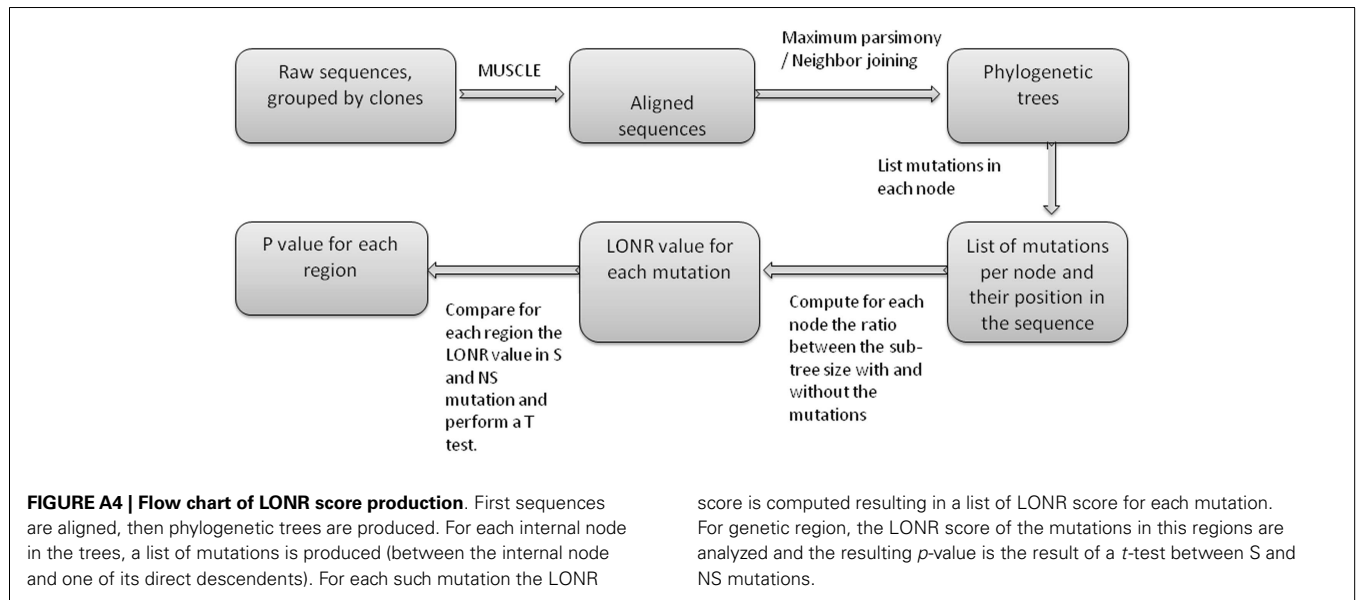 Raw sequences,
grouped by clones
MUSCLE
Aligned
sequences
Maximum parsimony
/ Neighbor joining
Phylogenetic
trees
List mutations in
each node
List of mutations
per node and
their position in
the sequence
Compute for each
node the ratio
between the sub-
tree size with and
without the
mutations
LONR value for
each mutation
Compare for
each region the
LONR value in S
and NS
mutation and
perform a T
test.
P value for each
region
FIGURE A4 | Flow chart of LONR score production. First sequences
are aligned, then phylogenetic trees are produced. For each internal node
in the trees, a list of mutations is produced (between the internal node
and one of its direct descendents). For each such mutation the LONR
score is computed resulting in a list of LONR score for each mutation.
For genetic region, the LONR score of the mutations in this regions are
analyzed and the resulting p-value is the result of a t-test between S and
NS mutations.